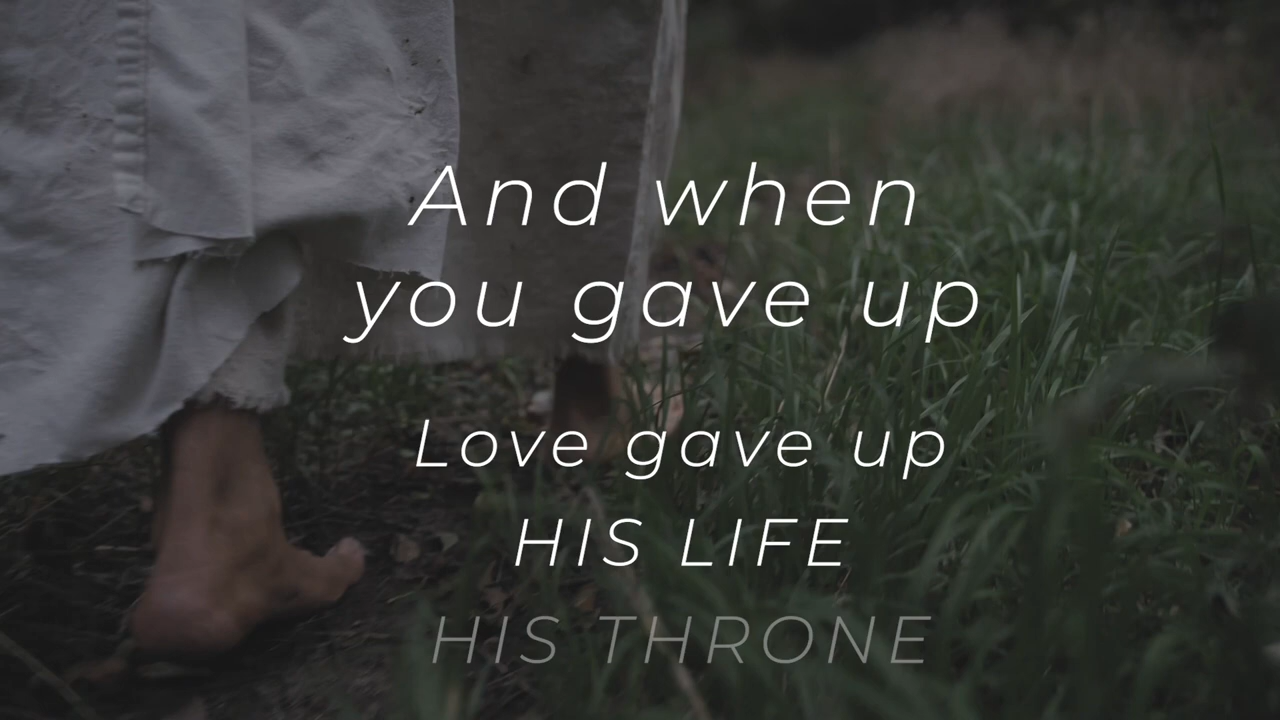 And when
you gave up
Love gave up
HIS LIFE
HIS THRONE